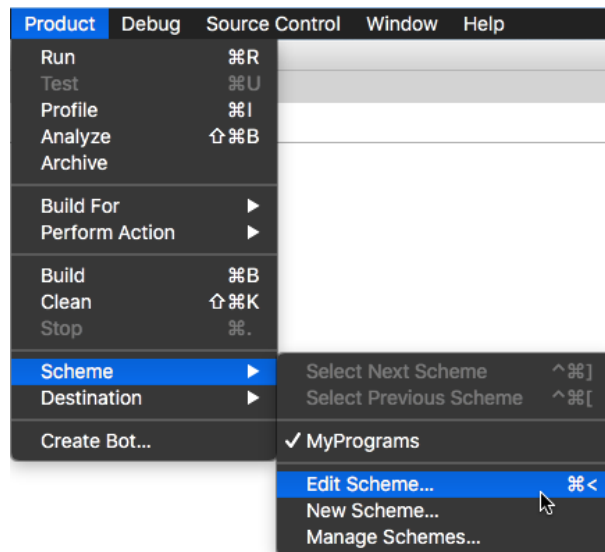 Product Debug Source Control Window Help
Run ⌘R
Test ⌘U
Profile ⌘I
Analyze ⇧⌘B
Archive
Build For ▶
Perform Action ▶
Build ⌘B
Clean ⇧⌘K
Stop ⌘.
Scheme ▶
Destination ▶
Create Bot...
Select Next Scheme ^⌘]
Select Previous Scheme ^⌘[
✓ MyPrograms
Edit Scheme... ⌘<
New Scheme...
Manage Schemes...